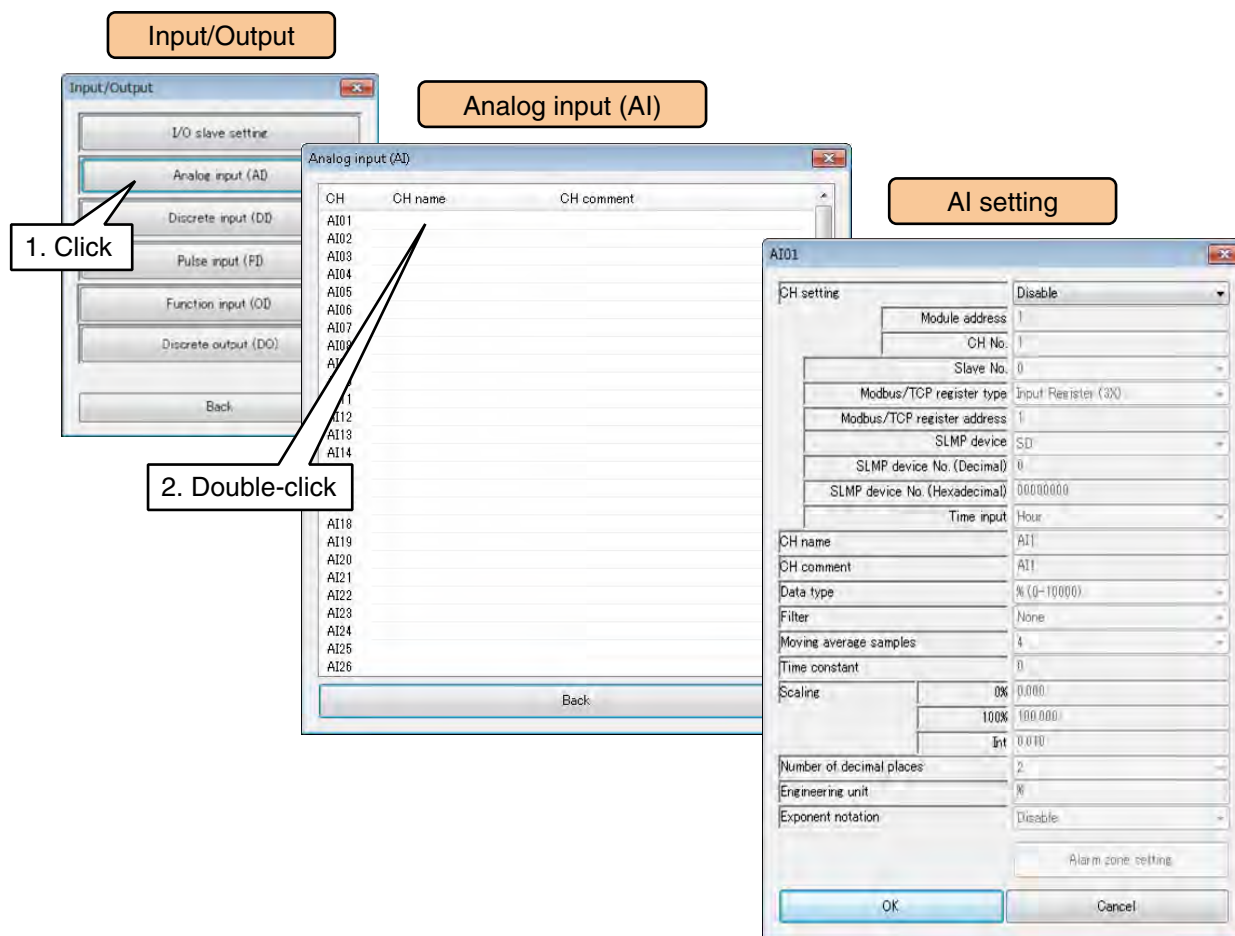 Input/Output
Input/Output
I/O slave setting
Analog input (AI)
Discrete input (DI)
Pulse input (PI)
Function input (OI)
Discrete output (DO)
Back
1. Click
Analog input (AI)
Analog input (AI)
CH CH name CH comment
AI01
AI02
AI03
AI04
AI05
AI06
AI07
AI08
AI12
AI13
AI14
AI18
AI19
AI20
AI21
AI22
AI23
AI24
AI25
AI26
Back
2. Double-click
AI setting
AI01
CH setting Disable
Module address 1
CH No. 1
Slave No. 0
Modbus/TCP register type Input Register (3X)
Modbus/TCP register address 1
SLMP device SD
SLMP device No. (Decimal) 0
SLMP device No. (Hexadecimal) 00000000
Time input Hour
CH name AI1
CH comment AI1
Data type % (0-10000)
Filter None
Moving average samples 4
Time constant 0
Scaling 0% 0.000
100% 100.000
Int 0.010
Number of decimal places 2
Engineering unit %
Exponent notation Disable
Alarm zone setting
OK Cancel